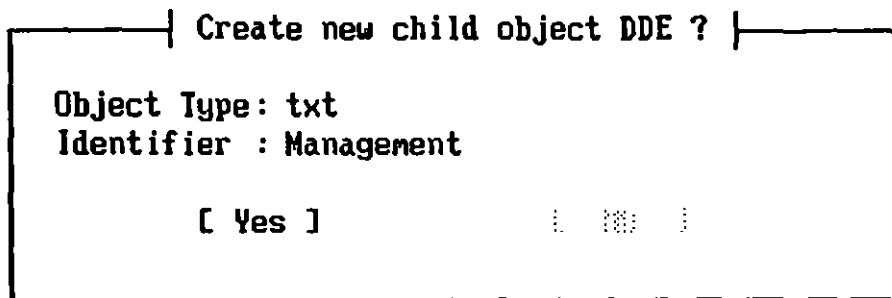 Create new child object DDE ?
Object Type: txt
Identifier : Management
[ Yes ]